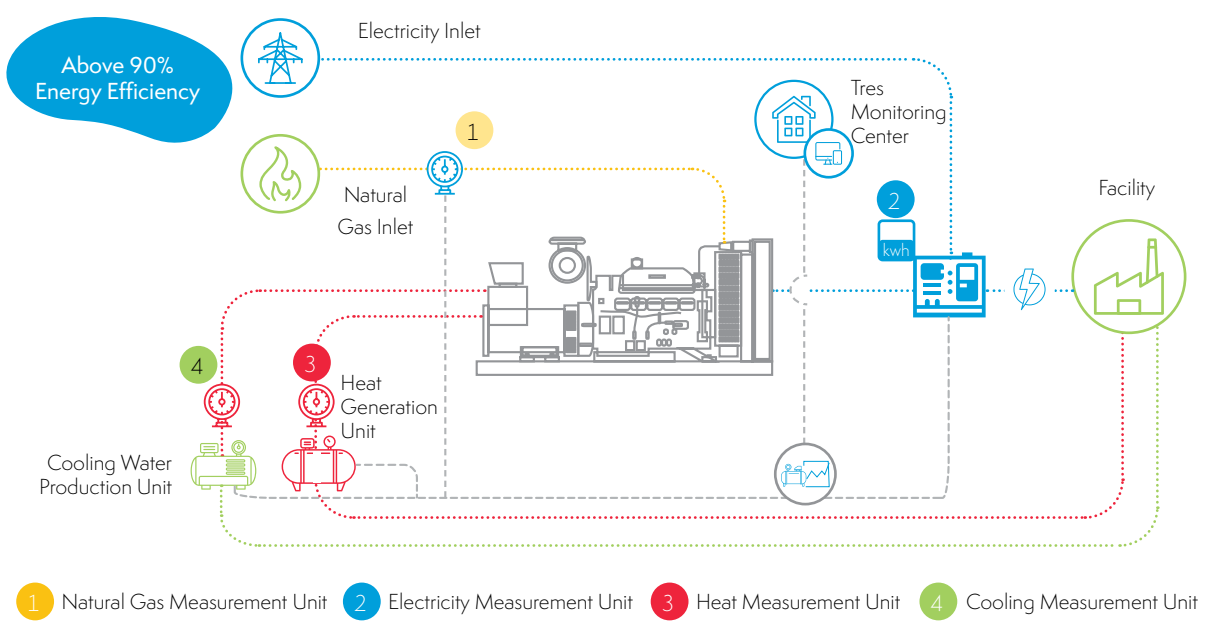 Above 90%
Energy Efficiency
Electricity Inlet
Tres
Monitoring
Center
1
Natural
Gas Inlet
2
kwh
Facility
4
3
Heat
Generation
Unit
Cooling Water
Production Unit
1 Natural Gas Measurement Unit
2 Electricity Measurement Unit
3 Heat Measurement Unit
4 Cooling Measurement Unit